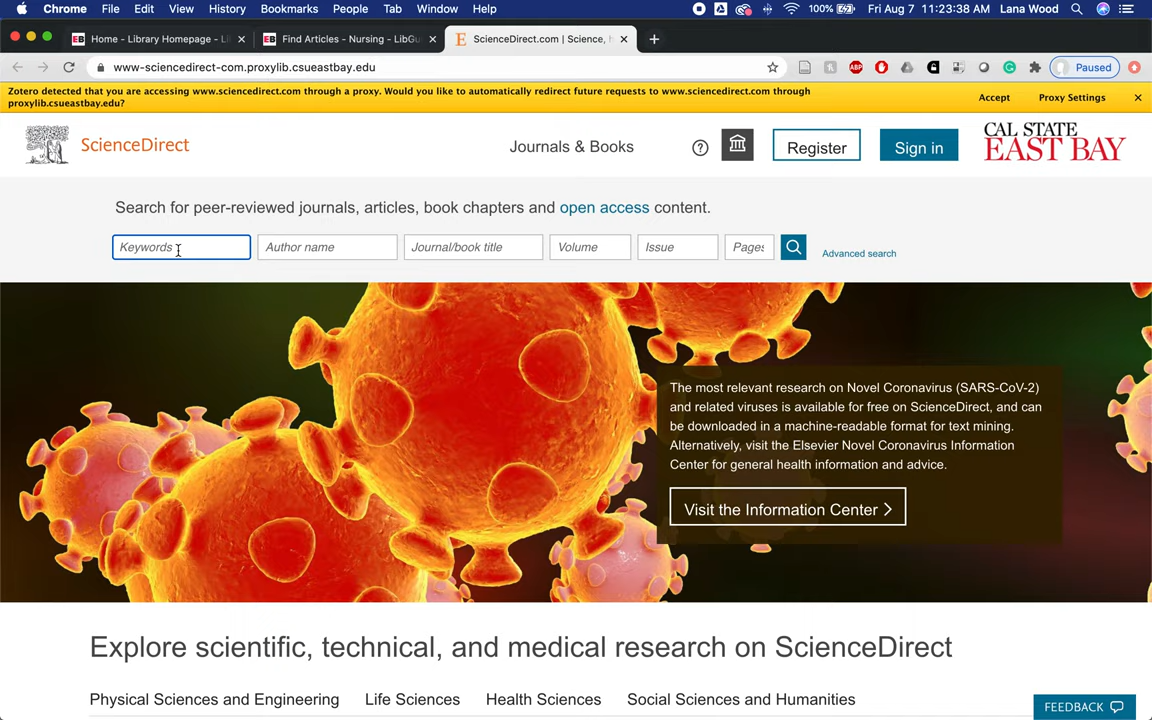 Chrome File Edit View History Bookmarks People Tab Window Help 100% Fri Aug 7 11:23:38 AM Lana Wood
EB Home - Library Homepage - Li EB Find Articles - Nursing - LibGu E ScienceDirect.com | Science, h
www-sciencedirect-com.proxylib.csueastbay.edu ABP Paused
Zotero detected that you are accessing www.sciencedirect.com through a proxy. Would you like to automatically redirect future requests to www.sciencedirect.com through
proxylib.csueastbay.edu?
Accept Proxy Settings
ScienceDirect
Journals & Books
Register
Sign in
CAL STATE
EAST BAY
Search for peer-reviewed journals, articles, book chapters and open access content.
Keywords Author name Journal/book title Volume Issue Pages Advanced search
The most relevant research on Novel Coronavirus (SARS-CoV-2)
and related viruses is available for free on ScienceDirect, and can
be downloaded in a machine-readable format for text mining.
Alternatively, visit the Elsevier Novel Coronavirus Information
Center for general health information and advice.
Visit the Information Center >
Explore scientific, technical, and medical research on ScienceDirect
Physical Sciences and Engineering Life Sciences Health Sciences Social Sciences and Humanities
FEEDBACK